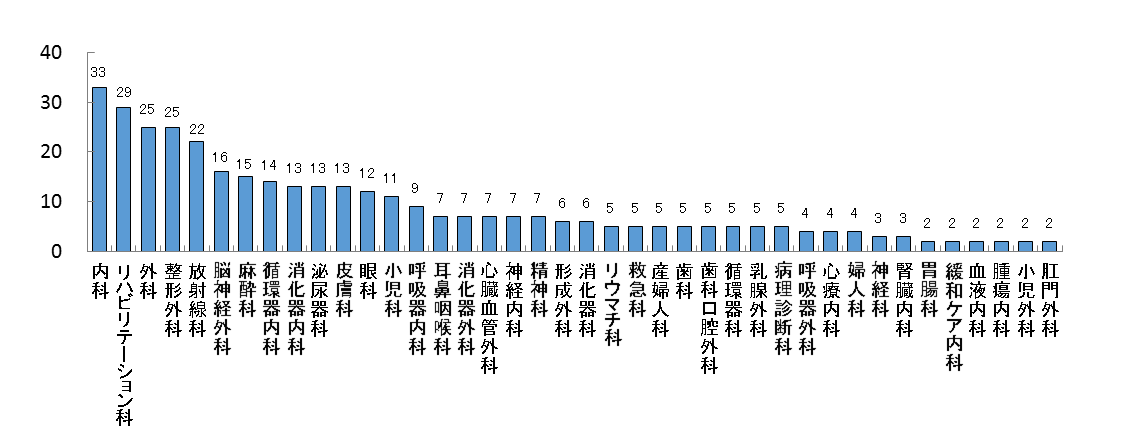 40
30
20
10
0
33
29
25
25
22
16
15
14
13
13
13
12
11
9
7
7
7
7
7
6
6
5
5
5
5
5
5
5
5
4
4
4
3
3
2
2
2
2
2
2
内科
リハビリテーション科
外科
整形外科
放射線科
脳神経外科
麻酔科
循環器内科
消化器内科
泌尿器科
皮膚科
眼科
小児科
呼吸器内科
耳鼻咽喉科
消化器外科
心臓血管外科
神経内科
精神科
形成外科
消化器科
リウマチ科
救急科
産婦人科
歯科
歯科口腔外科
循環器科
乳腺外科
病理診断科
呼吸器外科
心療内科
婦人科
神経科
腎臓内科
胃腸科
緩和ケア内科
血液内科
腫瘍内科
小児外科
肛門外科